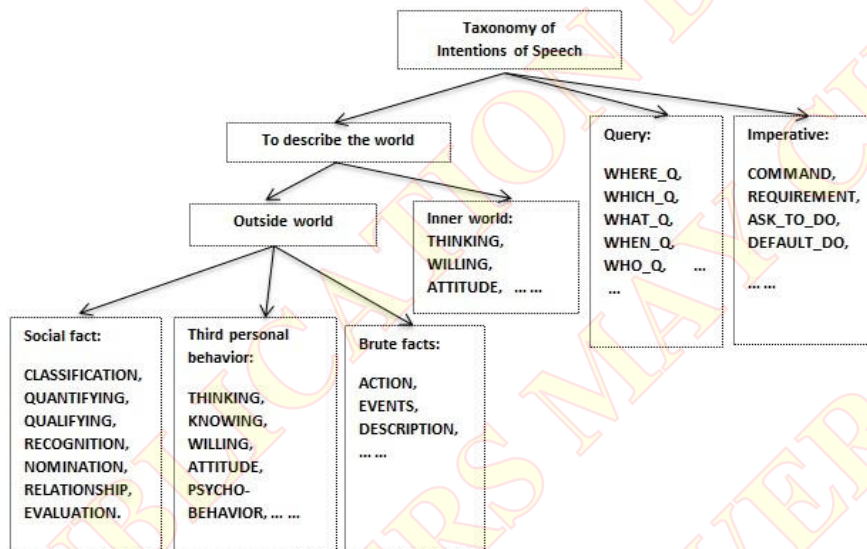 Taxonomy of
Intentions of Speech
To describe the world
Query:
WHERE_Q,
WHICH_Q,
WHAT_Q,
WHEN_Q,
WHO_Q, ...
...
Imperative:
COMMAND,
REQUIREMENT,
ASK_TO_DO,
DEFAULT_DO,
... ...
Outside world
Inner world:
THINKING,
WILLING,
ATTITUDE, ... ...
Social fact:
CLASSIFICATION,
QUANTIFYING,
QUALIFYING,
RECOGNITION,
NOMINATION,
RELATIONSHIP,
EVALUATION.
Third personal
behavior:
THINKING,
KNOWING,
WILLING,
ATTITUDE,
PSYCHO-
BEHAVIOR, ... ...
Brute facts:
ACTION,
EVENTS,
DESCRIPTION,
... ...